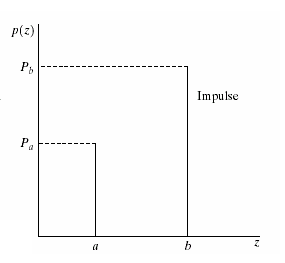 p(z)
P_b
Impulse
P_a
a b z